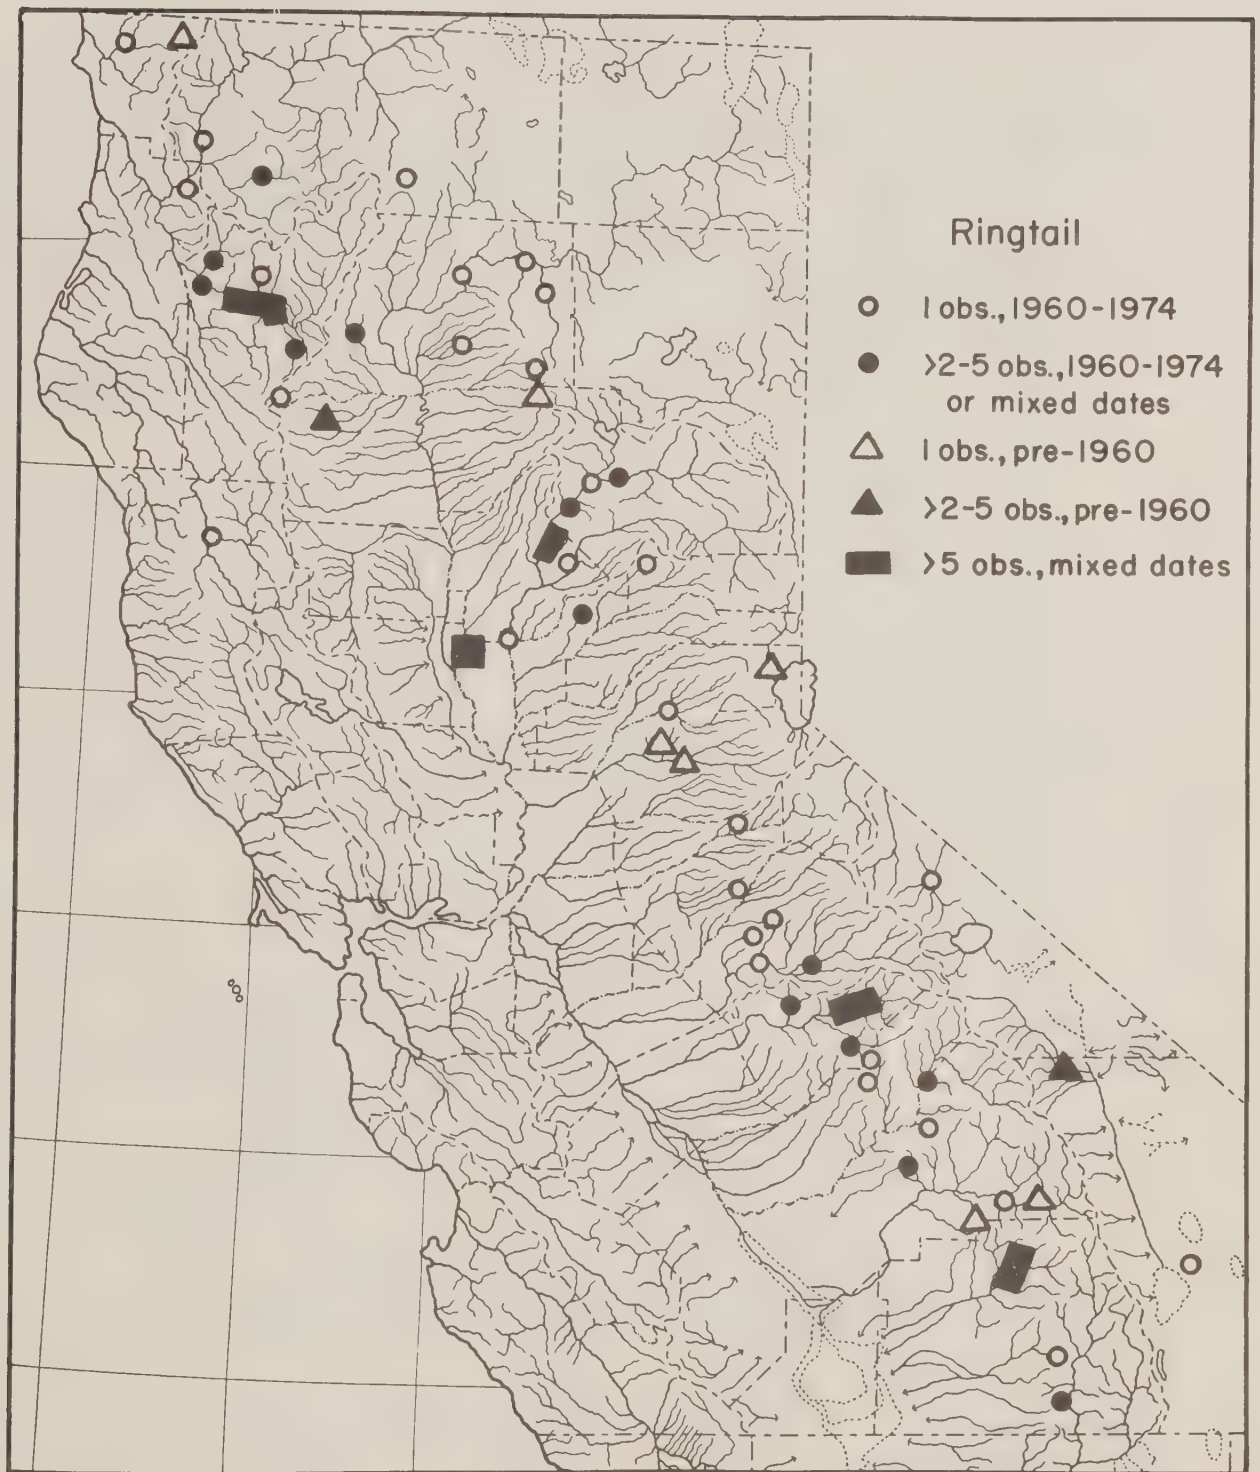 Ringtail
1 obs., 1960-1974
>2-5 obs., 1960-1974
or mixed dates
1 obs., pre-1960
>2-5 obs., pre-1960
>5 obs., mixed dates